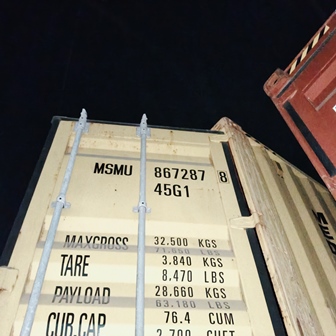 MSMU 867287 8
45G1
MAXGROSS 32.500 KGS
71.650 LBS
TARE 3.840 KGS
8.470 LBS
PAYLOAD 28.660 KGS
63.180 LBS
CUB.CAP 76.4 CUM
2.700 CUFT